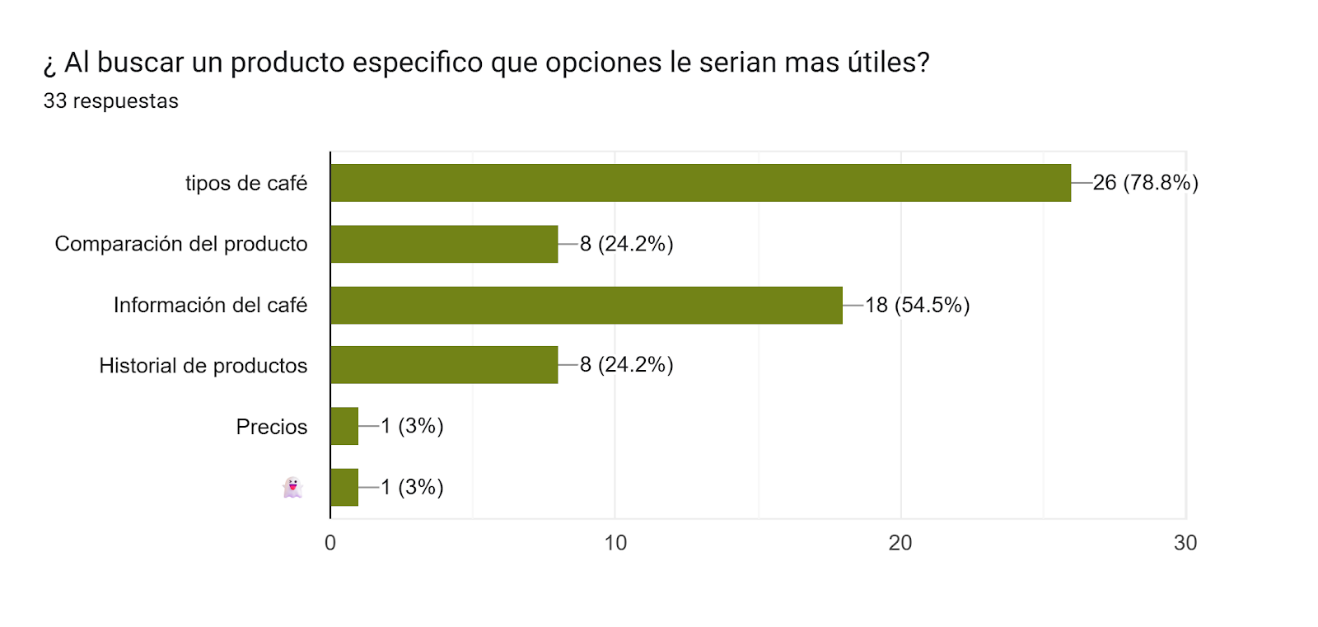 ¿ Al buscar un producto especifico que opciones le serian mas útiles?
33 respuestas
tipos de café
26 (78.8%)
Comparación del producto
8 (24.2%)
Información del café
18 (54.5%)
Historial de productos
8 (24.2%)
Precios
1 (3%)
👻
1 (3%)
0
10
20
30